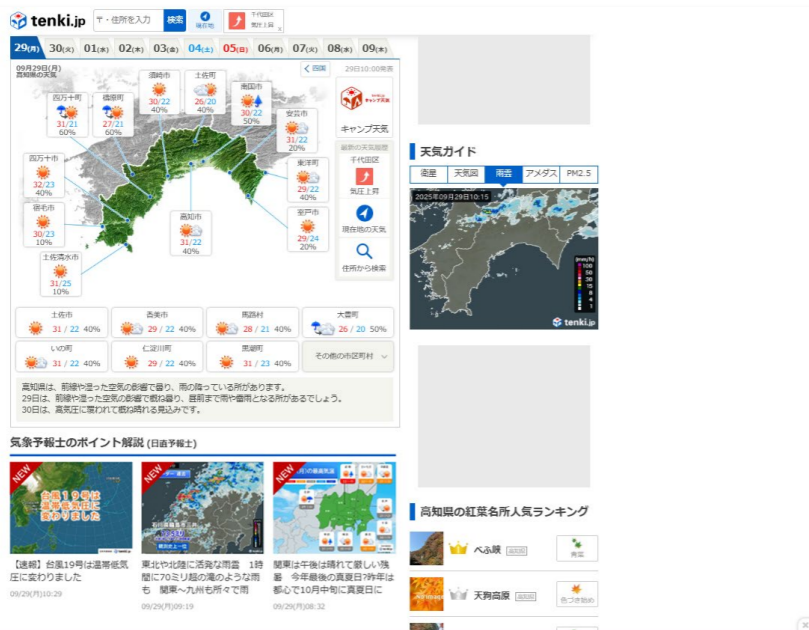 tenki.jp
〒・住所を入力
検索
現在地
千代田区
気圧上昇
29(月) 30(火) 01(水) 02(木) 03(金) 04(土) 05(日) 06(月) 07(火) 08(水) 09(木)
09月29日(月)
高知県の天気
四国
29日10:00発表
須崎市
30/22
40%
土佐町
26/20
40%
南国市
30/22
50%
四万十町
31/21
60%
梼原町
27/21
60%
安芸市
31/22
20%
四万十市
32/23
40%
東洋町
29/22
40%
宿毛市
30/23
10%
高知市
31/22
40%
室戸市
29/24
20%
土佐清水市
31/25
10%
キャンプ天気
最新の天気履歴
千代田区
気圧上昇
現在地の天気
住所から検索
土佐市
31 / 22 40%
香美市
29 / 22 40%
馬路村
28 / 21 40%
大豊町
26 / 20 50%
いの町
31 / 22 40%
仁淀川町
29 / 22 40%
黒潮町
31 / 23 40%
その他の市区町村
高知県は、前線や湿った空気の影響で曇り、雨の降っている所があります。
29日は、前線や湿った空気の影響で概ね曇り、昼前まで雨や雷雨となる所があるでしょう。
30日は、高気圧に覆われて概ね晴れる見込みです。
気象予報士のポイント解説 (日直予報士)
NEW
台風19号は
温帯低気圧に
変わりました
【速報】台風19号は温帯低気
圧に変わりました
09/29(月)10:29
NEW
東北や北陸に活発な雨雲 1時
間に70ミリ超の滝のような雨
も 関東～九州も所々で雨
09/29(月)09:19
NEW
関東は午後は晴れて厳しい残
暑 今年最後の真夏日?昨年は
都心で10月中旬に真夏日に
09/29(月)08:32
天気ガイド
衛星 天気図 雨雲 アメダス PM2.5
2025年09月29日10:15
(mm/h)
100
50
30
15
8
4
1
tenki.jp
高知県の紅葉名所人気ランキング
べふ峡
高知県
青葉
天狗高原
高知県
色づき始め